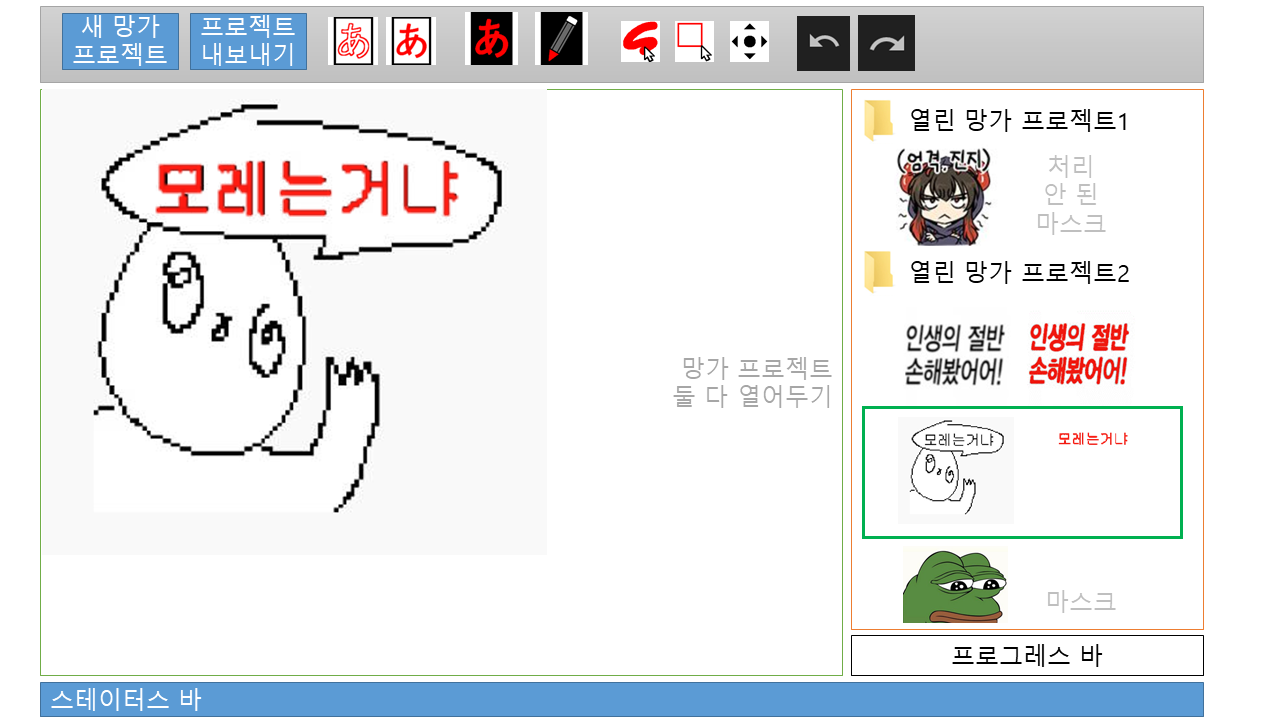 새 망가
프로젝트
프로젝트
내보내기
あ
あ
あ
모레는거냐
망가 프로젝트
둘 다 열어두기
열린 망가 프로젝트1
(엄격.진지)
처리
안 된
마스크
열린 망가 프로젝트2
인생의 절반
손해봤어어!
인생의 절반
손해봤어어!
모레는거냐
모레는거냐
마스크
프로그레스 바
스테이터스 바